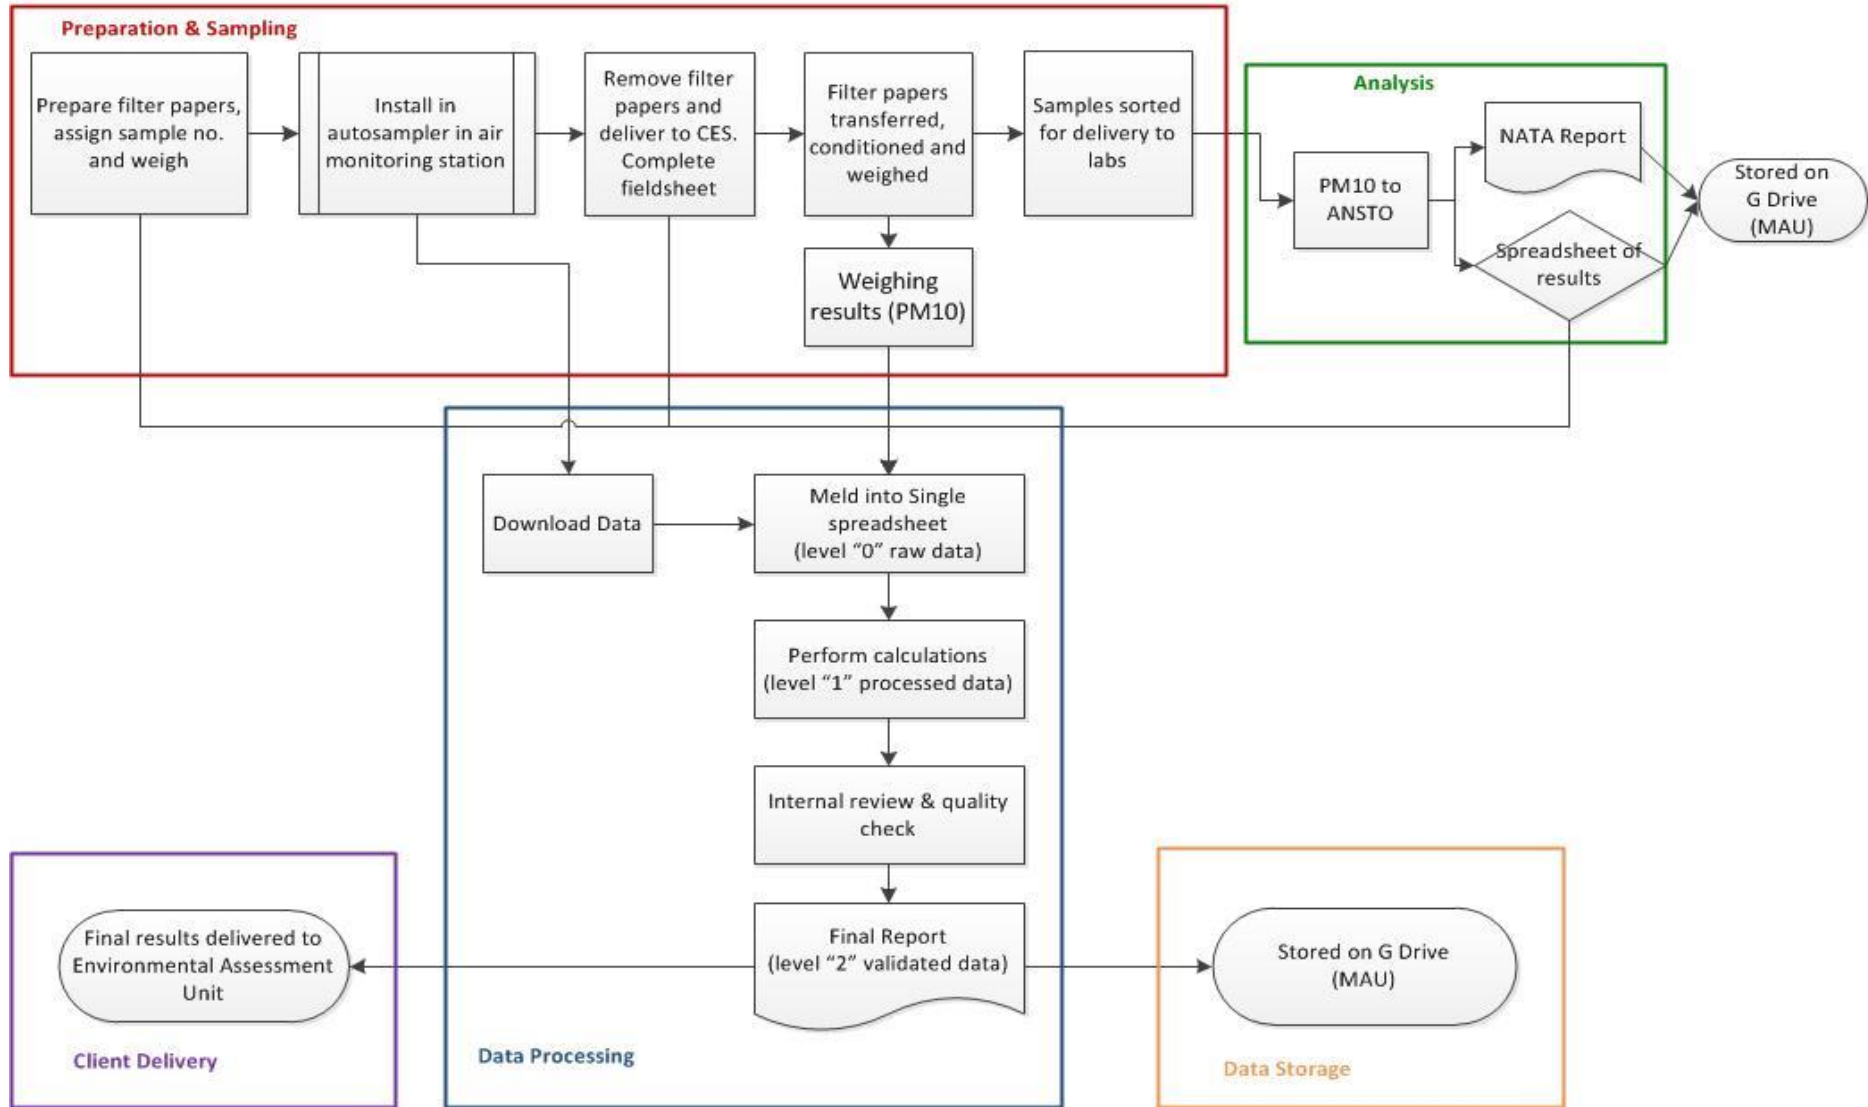 Preparation & Sampling
Prepare filter papers,
assign sample no.
and weigh
Install in
autosampler in air
monitoring station
Remove filter
papers and
deliver to CES.
Complete
fieldsheet
Filter papers
transferred,
conditioned and
weighed
Samples sorted
for delivery to
labs
Weighing
results (PM10)
Analysis
PM10 to
ANSTO
NATA Report
Spreadsheet of
results
Stored on
G Drive
(MAU)
Download Data
Meld into Single
spreadsheet
(level “0” raw data)
Perform calculations
(level “1” processed data)
Internal review & quality
check
Final Report
(level “2” validated data)
Data Processing
Final results delivered to
Environmental Assessment
Unit
Client Delivery
Stored on G Drive
(MAU)
Data Storage